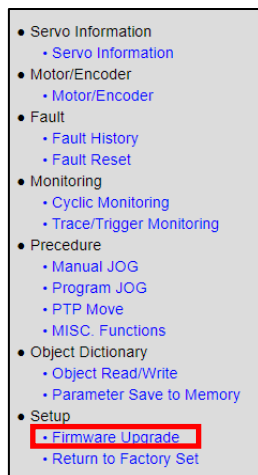 • Servo Information
• Servo Information
• Motor/Encoder
• Motor/Encoder
• Fault
• Fault History
• Fault Reset
• Monitoring
• Cyclic Monitoring
• Trace/Trigger Monitoring
• Precedure
• Manual JOG
• Program JOG
• PTP Move
• MISC. Functions
• Object Dictionary
• Object Read/Write
• Parameter Save to Memory
• Setup
• Firmware Upgrade
• Return to Factory Set